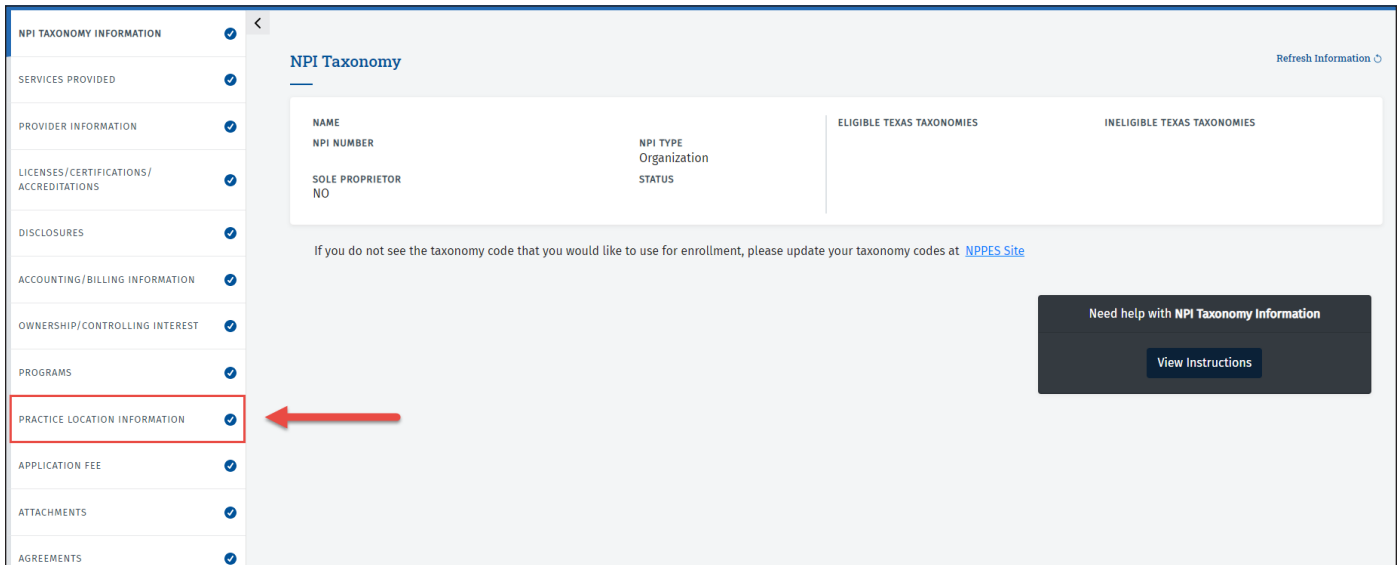 NPI TAXONOMY INFORMATION
SERVICES PROVIDED
PROVIDER INFORMATION
LICENSES/CERTIFICATIONS/
ACCREDITATIONS
DISCLOSURES
ACCOUNTING/BILLING INFORMATION
OWNERSHIP/CONTROLLING INTEREST
PROGRAMS
PRACTICE LOCATION INFORMATION
APPLICATION FEE
ATTACHMENTS
AGREEMENTS
NPI Taxonomy
Refresh Information
NAME
NPI NUMBER
NPI TYPE
Organization
SOLE PROPRIETOR
NO
STATUS
ELIGIBLE TEXAS TAXONOMIES
INELIGIBLE TEXAS TAXONOMIES
If you do not see the taxonomy code that you would like to use for enrollment, please update your taxonomy codes at NPPES Site
Need help with NPI Taxonomy Information
View Instructions